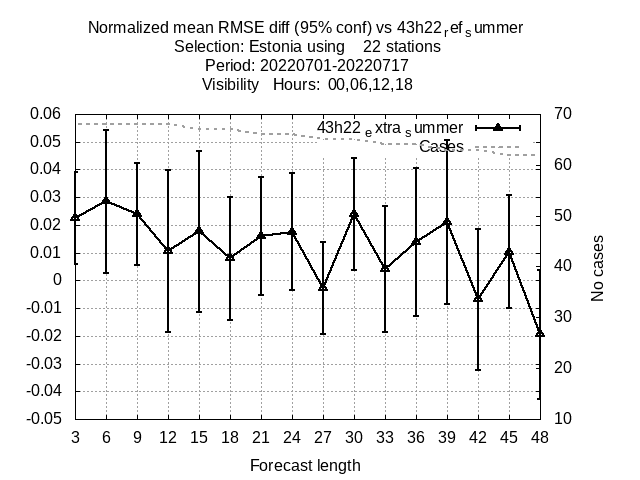 Normalized mean RMSE diff (95% conf) vs 43h22refsummer
Selection: Estonia using 22 stations
Period: 20220701-20220717
Visibility Hours: 00,06,12,18
43h22extrasummer
Cases
0.06
0.05
0.04
0.03
0.02
0.01
0
-0.01
-0.02
-0.03
-0.04
-0.05
70
60
50
40
30
20
10
No cases
3 6 9 12 15 18 21 24 27 30 33 36 39 42 45 48
Forecast length